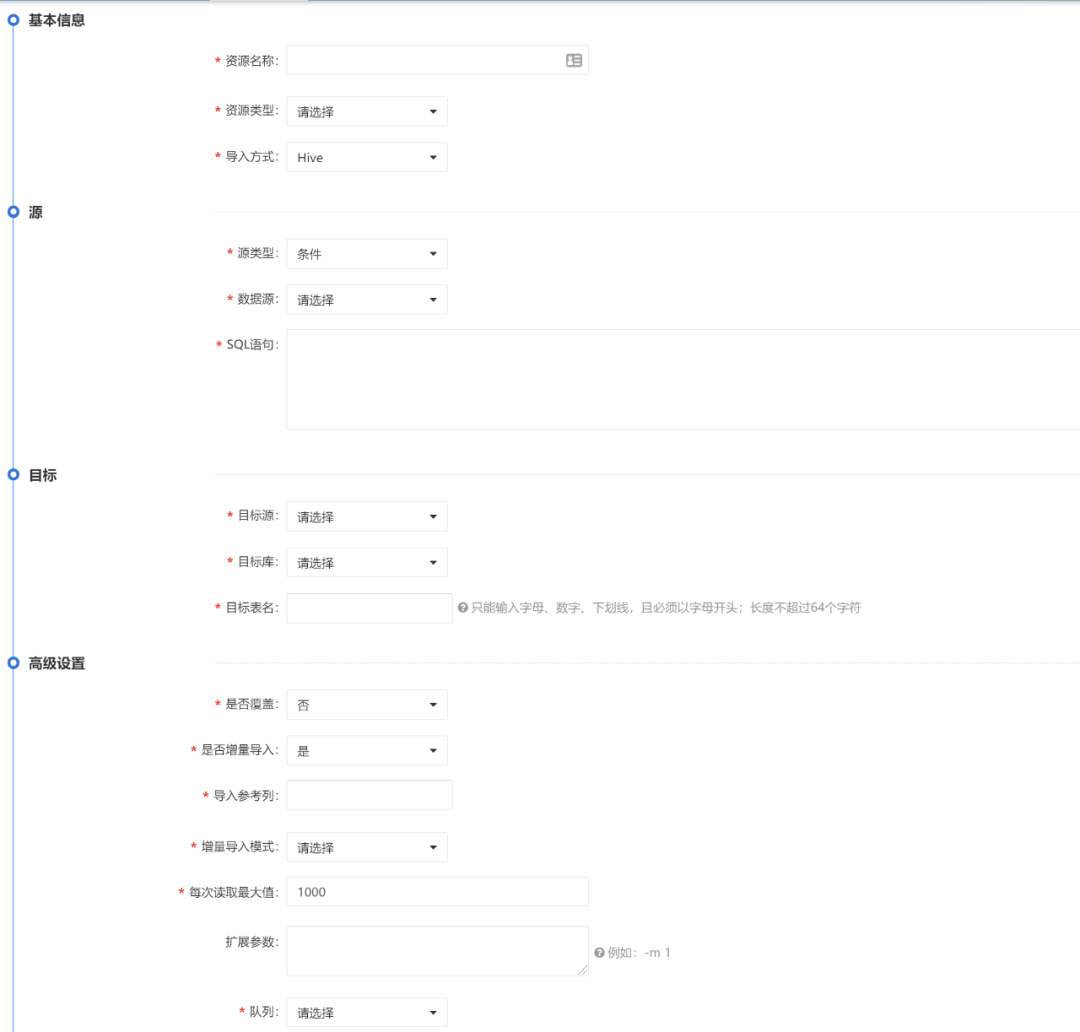 基本信息
* 资源名称:
* 资源类型: 请选择
* 导入方式: Hive
源
* 源类型: 条件
* 数据源: 请选择
* SQL语句:
目标
* 目标源: 请选择
* 目标库: 请选择
* 目标表名: 只能输入字母、数字、下划线，且必须以字母开头；长度不超过64个字符
高级设置
* 是否覆盖: 否
* 是否增量导入: 是
* 导入参考列:
* 增量导入模式: 请选择
* 每次读取最大值: 1000
扩展参数: 例如：-m 1
* 队列: 请选择